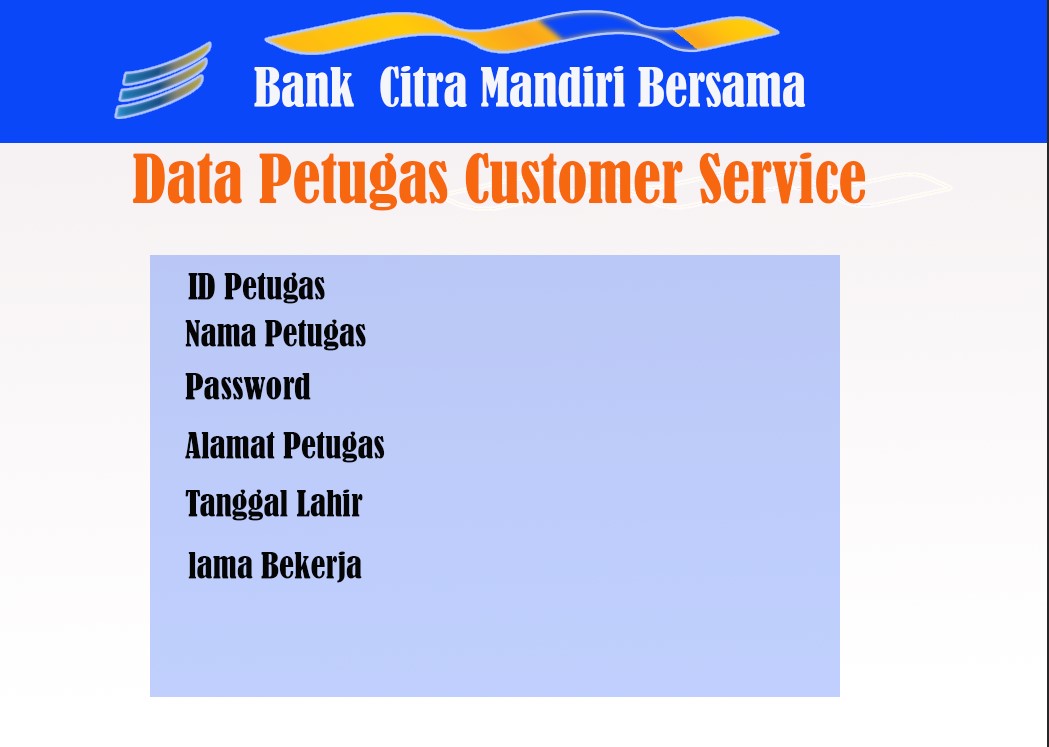 Bank Citra Mandiri Bersama
Data Petugas Customer Service
ID Petugas
Nama Petugas
Password
Alamat Petugas
Tanggal Lahir
lama Bekerja